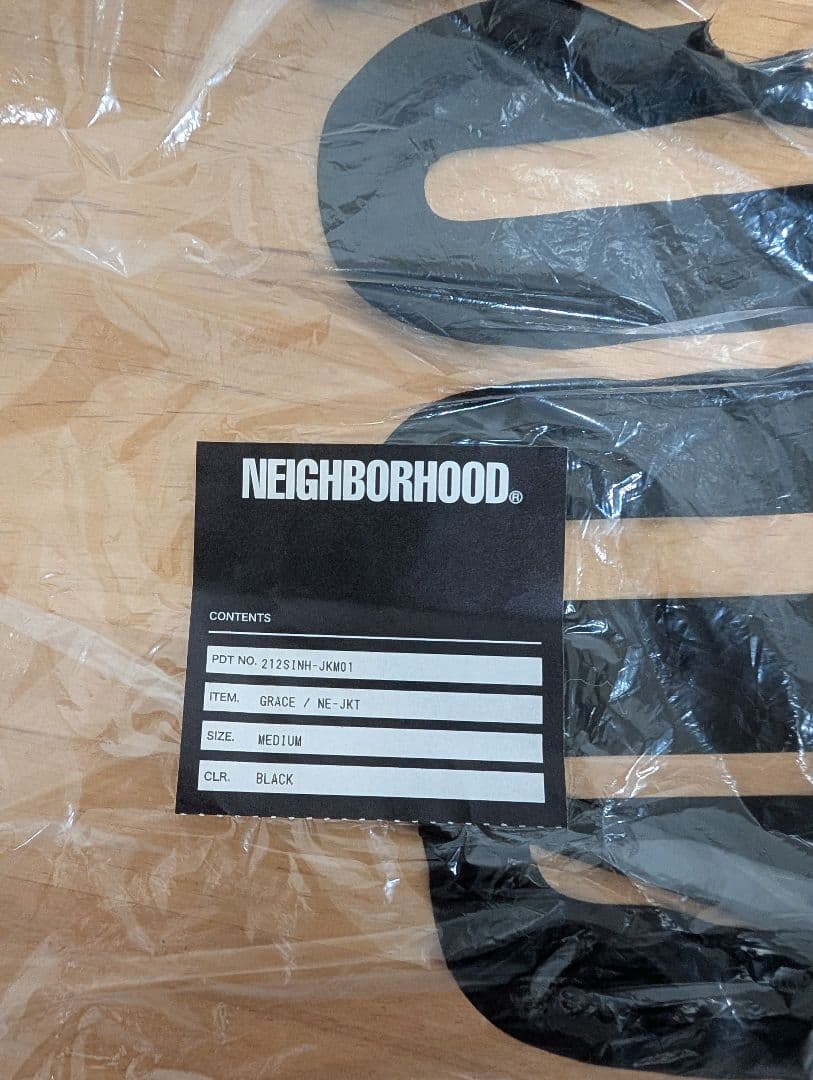 NEIGHBORHOOD®
CONTENTS
PDT NO. 212SINH-JKM01
ITEM. GRACE / NE-JKT
SIZE. MEDIUM
CLR. BLACK